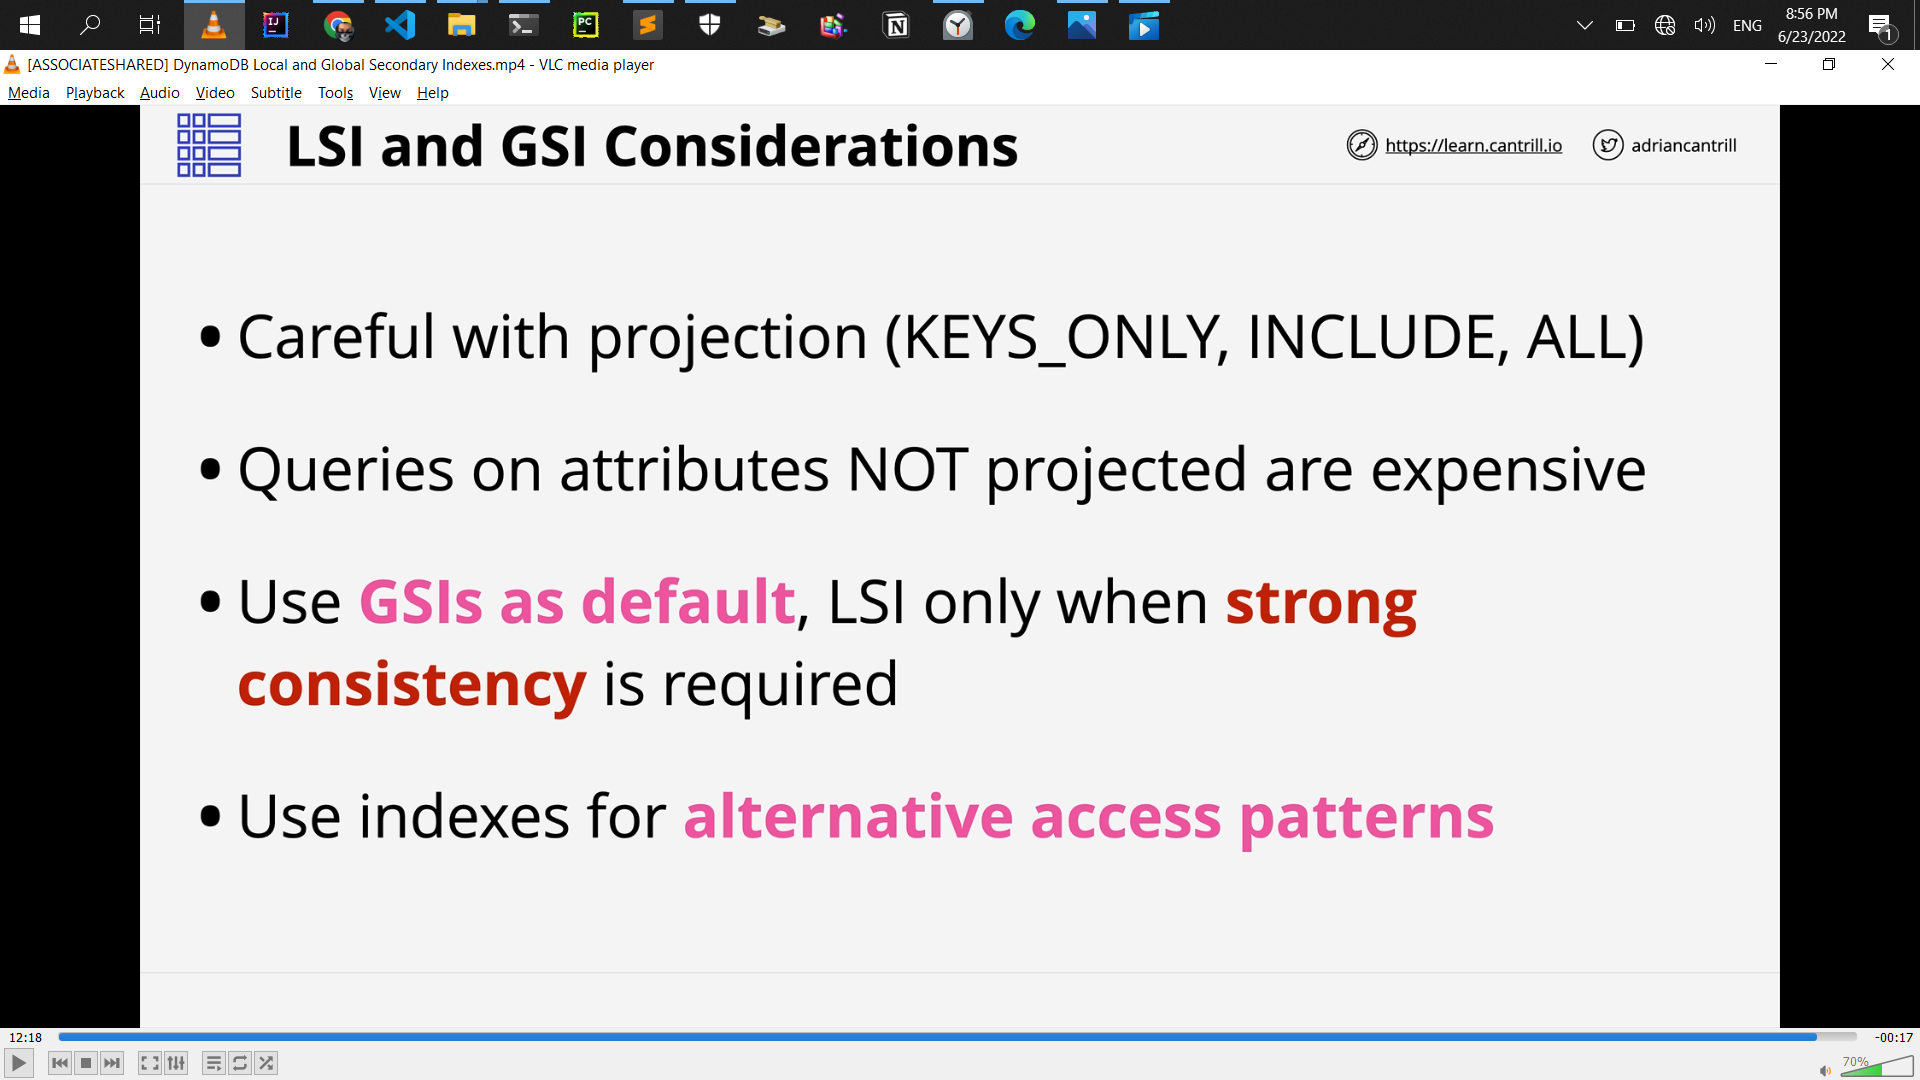 8:56 PM
ENG
6/23/2022
1
[ASSOCIATESHARED] DynamoDB Local and Global Secondary Indexes.mp4 - VLC media player
Media Playback Audio Video Subtitle Tools View Help
LSI and GSI Considerations
https://learn.cantrill.io
adriancantrill
• Careful with projection (KEYS_ONLY, INCLUDE, ALL)
• Queries on attributes NOT projected are expensive
• Use GSIs as default, LSI only when strong
consistency is required
• Use indexes for alternative access patterns
12:18
-00:17
70%